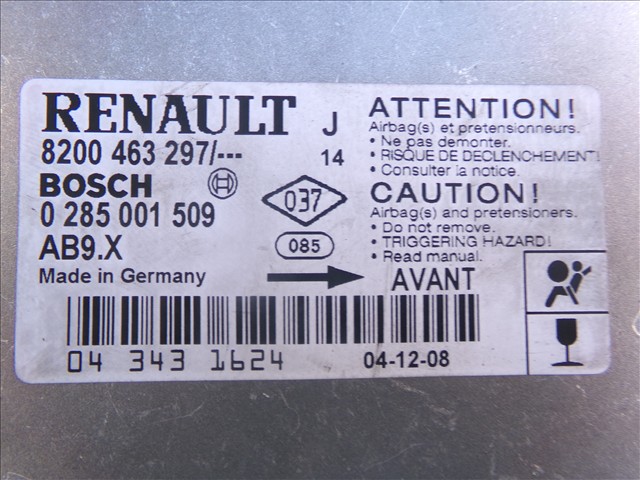 RENAULT J
8200 463 297/--- 14
BOSCH
0 285 001 509
AB9.X
Made in Germany
037
085
AVANT
04 343 1624
04-12-08
ATTENTION!
Airbag(s) et pretensionneurs.
• Ne pas demonter.
• RISQUE DE DECLENCHEMENT!
• Consulter la notice.
CAUTION!
Airbag(s) and pretensioners.
• Do not remove.
• TRIGGERING HAZARD!
• Read manual.